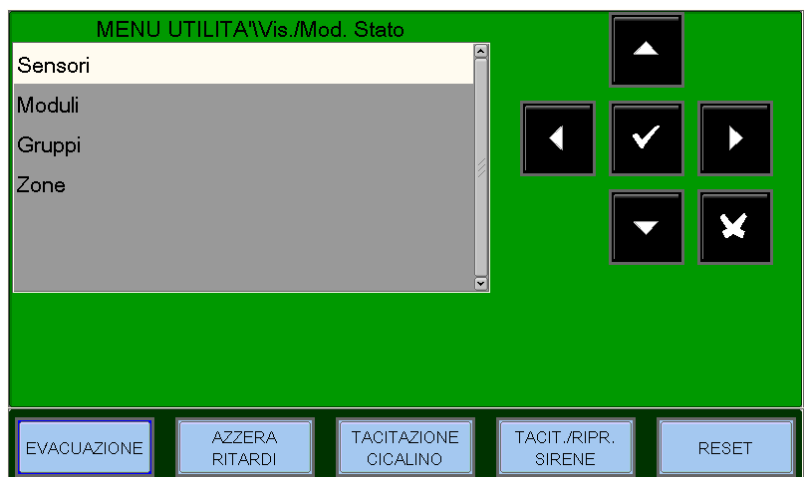 MENU UTILITA'\Vis./Mod. Stato
Sensori
Moduli
Gruppi
Zone
EVACUAZIONE
AZZERA
RITARDI
TACITAZIONE
CICALINO
TACIT./RIPR.
SIRENE
RESET